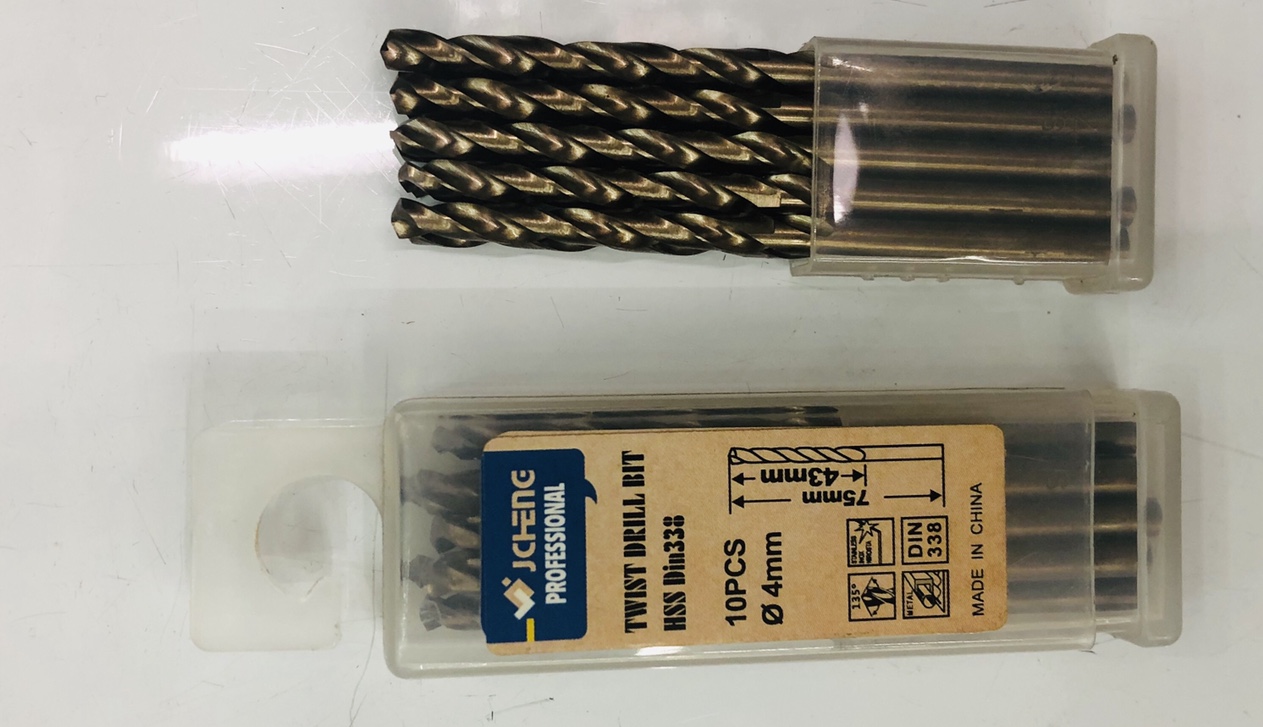 JCHENG
PROFESSIONAL
TWIST DRILL BIT
HSS Din338
10PCS
Ø 4mm
43mm
75mm
135°
METAL
DIN
338
MADE IN CHINA